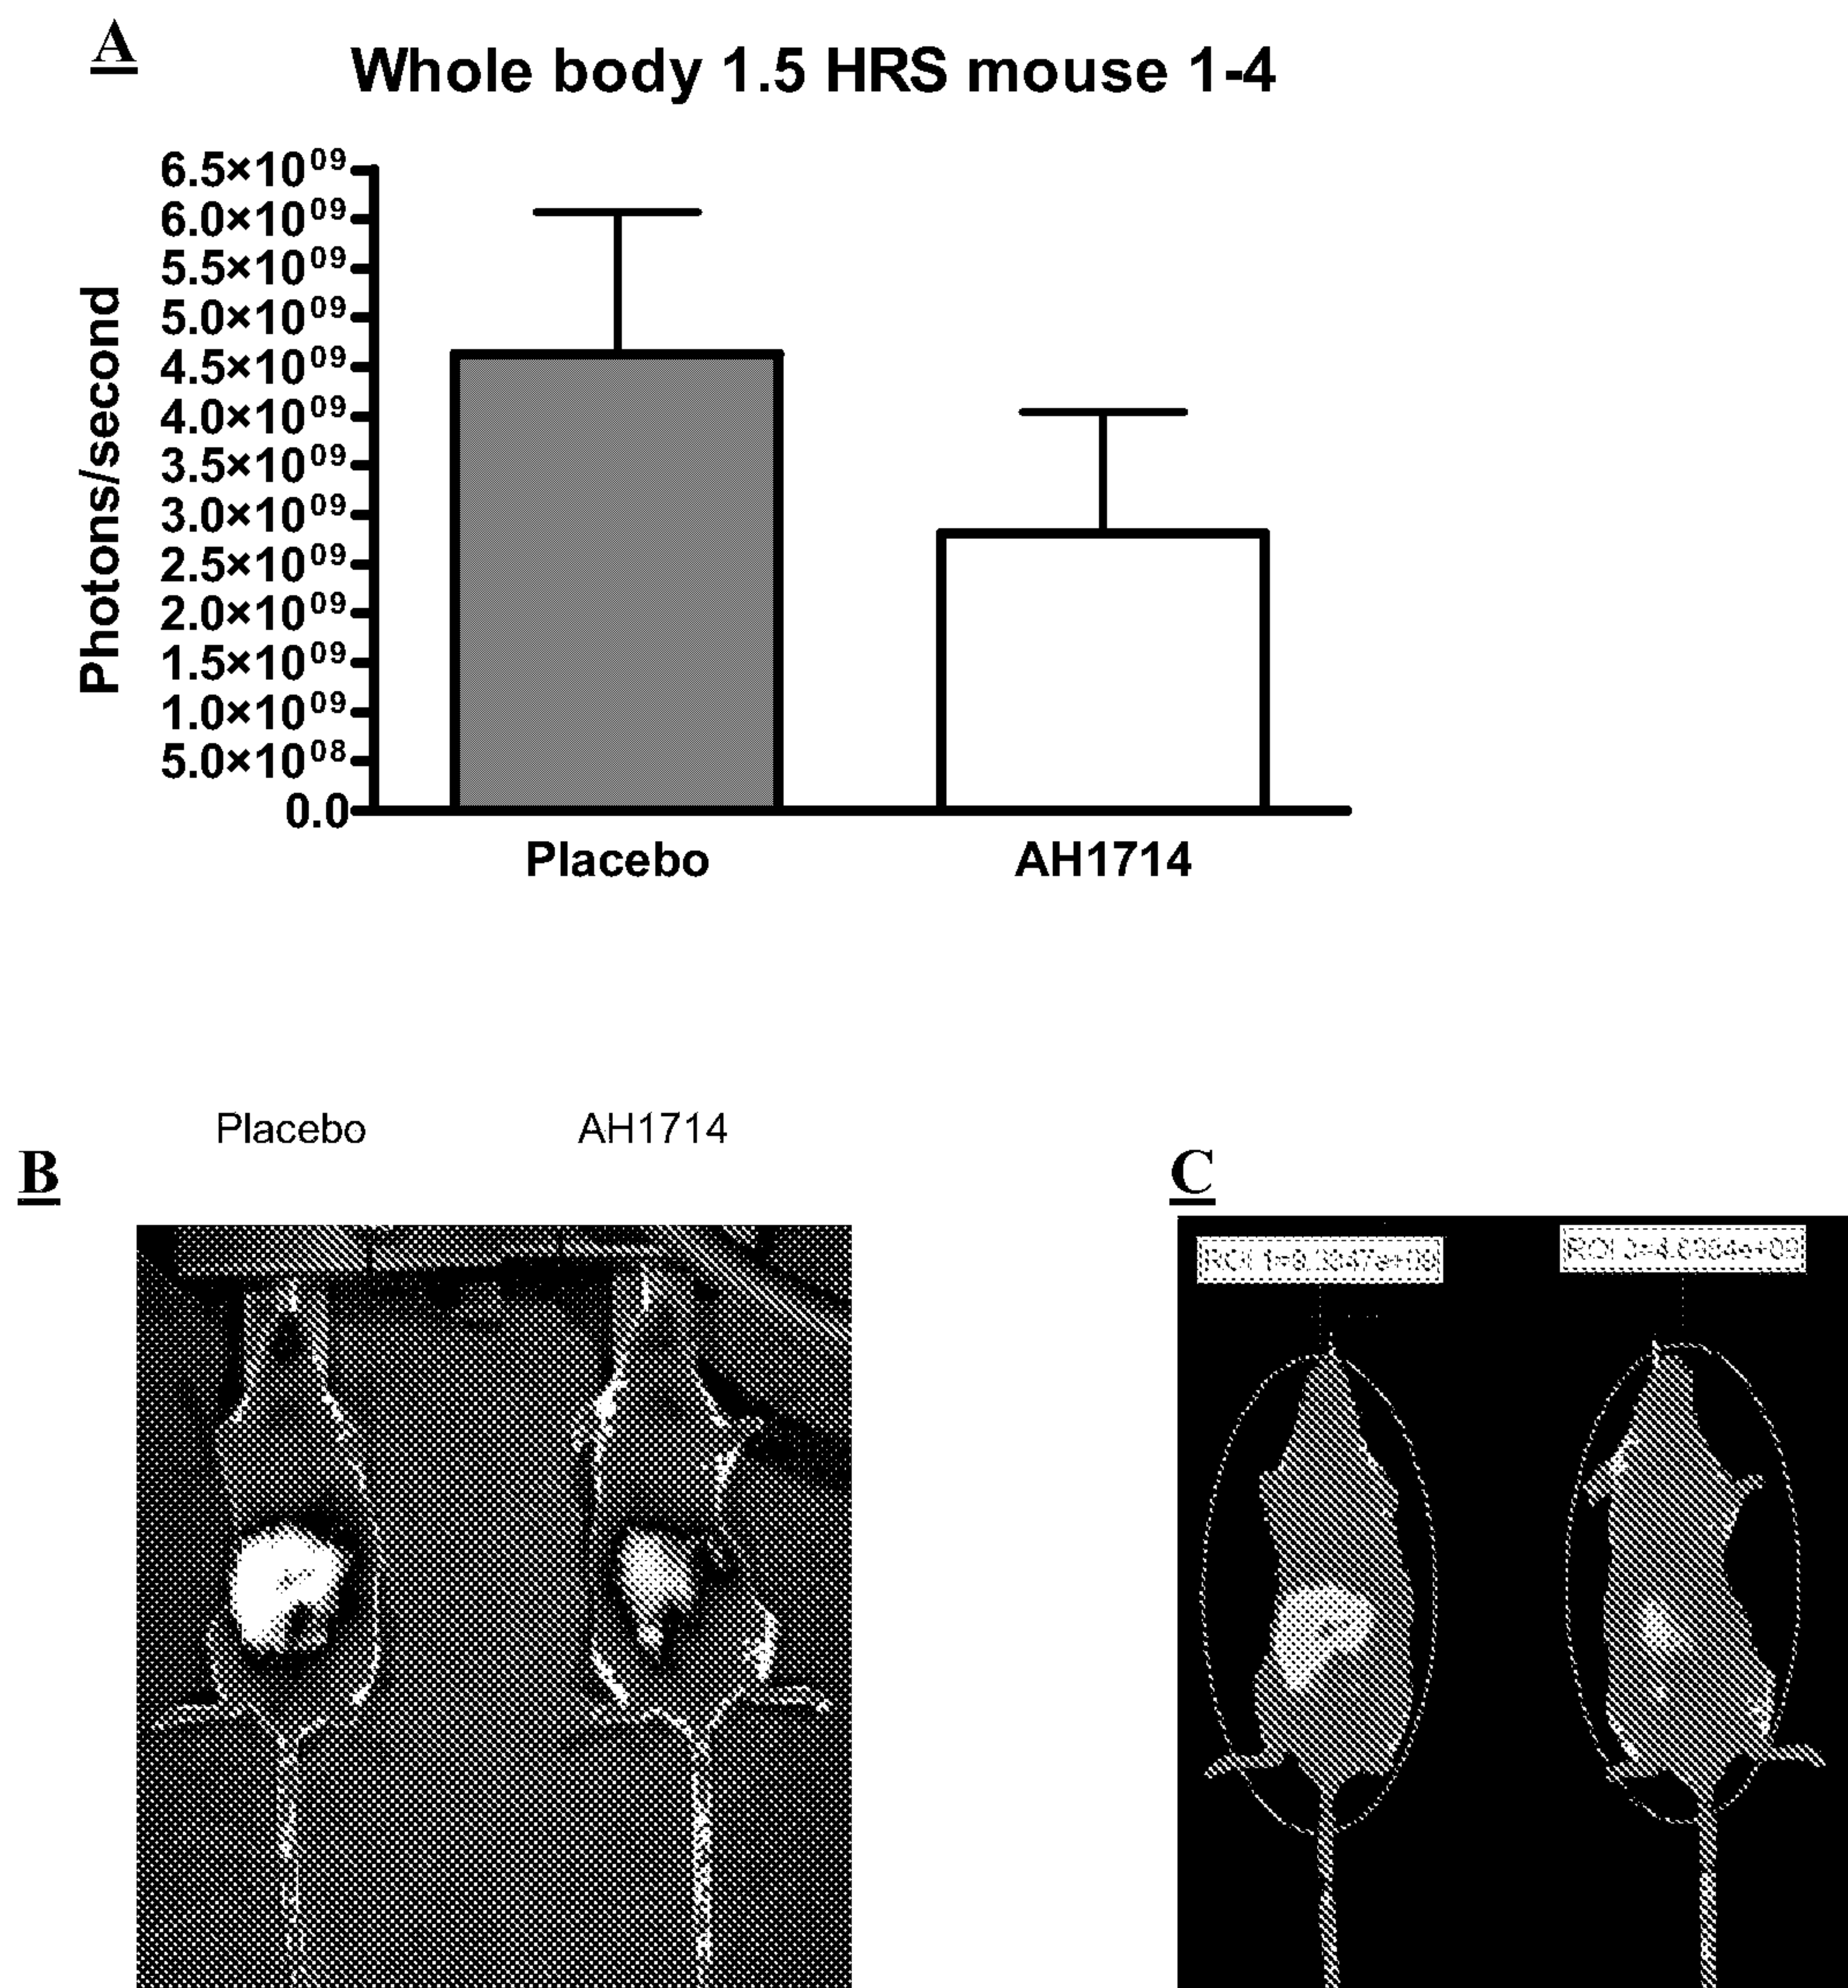 A
Whole body 1.5 HRS mouse 1-4
Photons/second
6.5×10⁰⁹
6.0×10⁰⁹
5.5×10⁰⁹
5.0×10⁰⁹
4.5×10⁰⁹
4.0×10⁰⁹
3.5×10⁰⁹
3.0×10⁰⁹
2.5×10⁰⁹
2.0×10⁰⁹
1.5×10⁰⁹
1.0×10⁰⁹
5.0×10⁰⁸
0.0
Placebo AH1714
Placebo AH1714
B
C
ROI
ROI